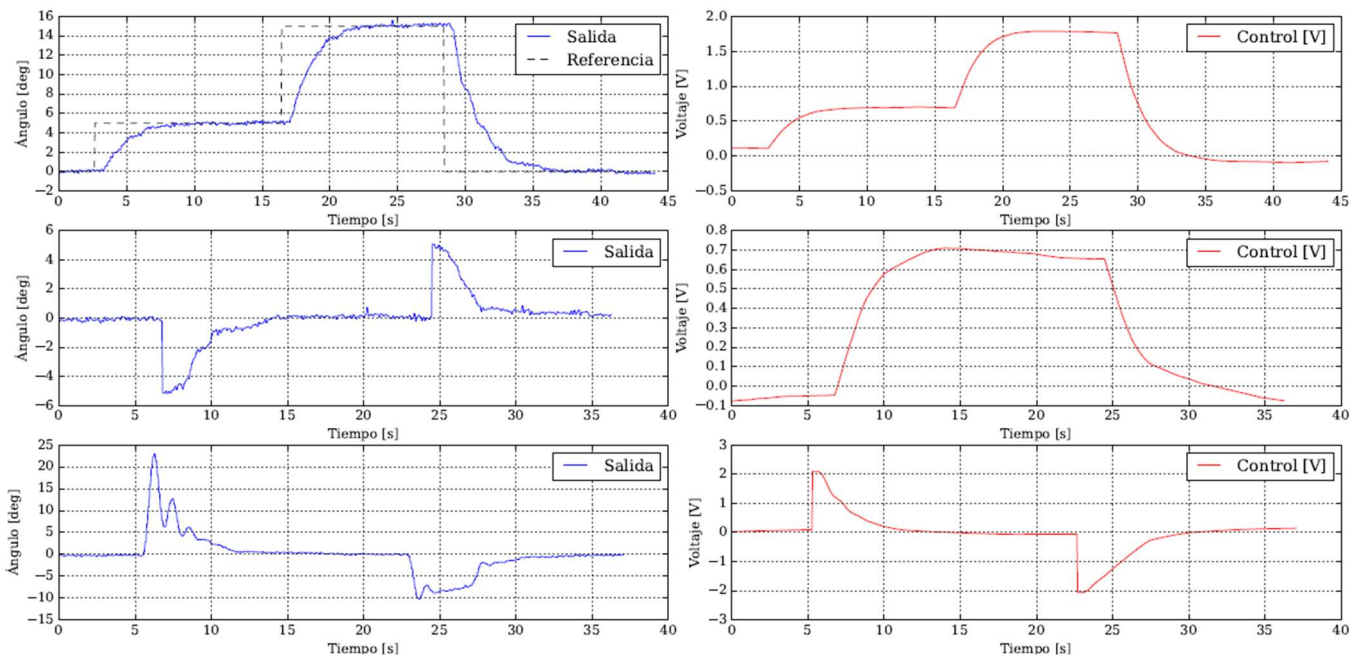 Ángulo [deg]
16
14
12
10
8
6
4
2
0
−2
Salida
Referencia
0 5 10 15 20 25 30 35 40 45
Tiempo [s]
Voltaje [V]
2.0
1.5
1.0
0.5
0.0
−0.5
Control [V]
0 5 10 15 20 25 30 35 40 45
Tiempo [s]
Ángulo [deg]
6
4
2
0
−2
−4
−6
Salida
0 5 10 15 20 25 30 35 40
Tiempo [s]
Voltaje [V]
0.8
0.7
0.6
0.5
0.4
0.3
0.2
0.1
0.0
−0.1
Control [V]
0 5 10 15 20 25 30 35 40
Tiempo [s]
Ángulo [deg]
25
20
15
10
5
0
−5
−10
−15
Salida
0 5 10 15 20 25 30 35 40
Tiempo [s]
Voltaje [V]
3
2
1
0
−1
−2
−3
Control [V]
0 5 10 15 20 25 30 35 40
Tiempo [s]